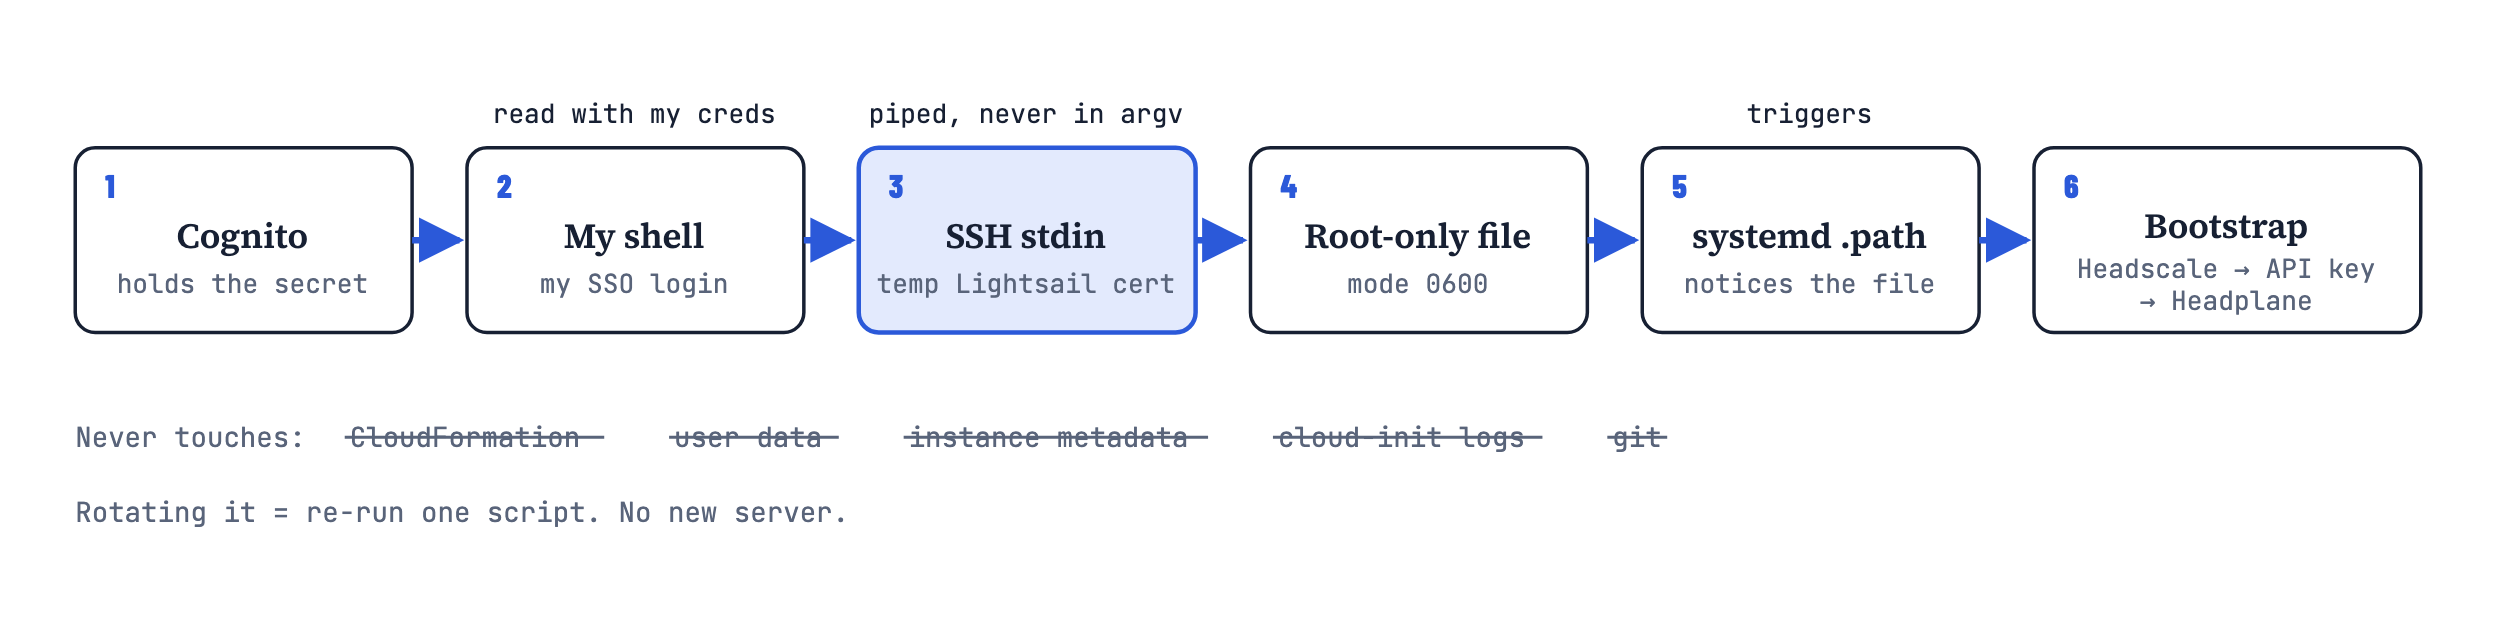 read with my creds
piped, never in argv
triggers
1
Cognito
holds the secret
2
My shell
my SSO login
3
SSH stdin
temp Lightsail cert
4
Root-only file
mode 0600
5
systemd .path
notices the file
6
Bootstrap
Headscale → API key
→ Headplane
Never touches: CloudFormation user data instance metadata cloud-init logs git
Rotating it = re-run one script. No new server.